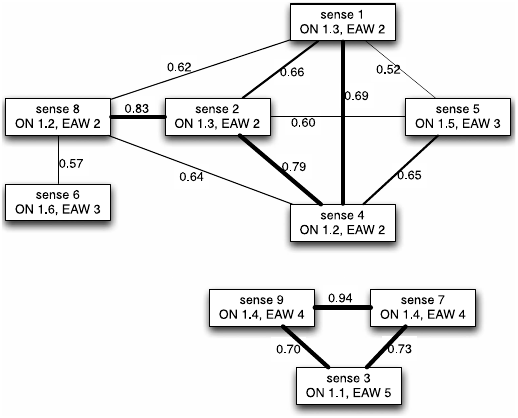 sense 1
ON 1.3, EAW 2
0.62
0.66
0.52
0.69
sense 8
ON 1.2, EAW 2
0.83
sense 2
ON 1.3, EAW 2
0.60
sense 5
ON 1.5, EAW 3
0.57
0.64
0.79
0.65
sense 6
ON 1.6, EAW 3
sense 4
ON 1.2, EAW 2
sense 9
ON 1.4, EAW 4
0.94
sense 7
ON 1.4, EAW 4
0.70
0.73
sense 3
ON 1.1, EAW 5